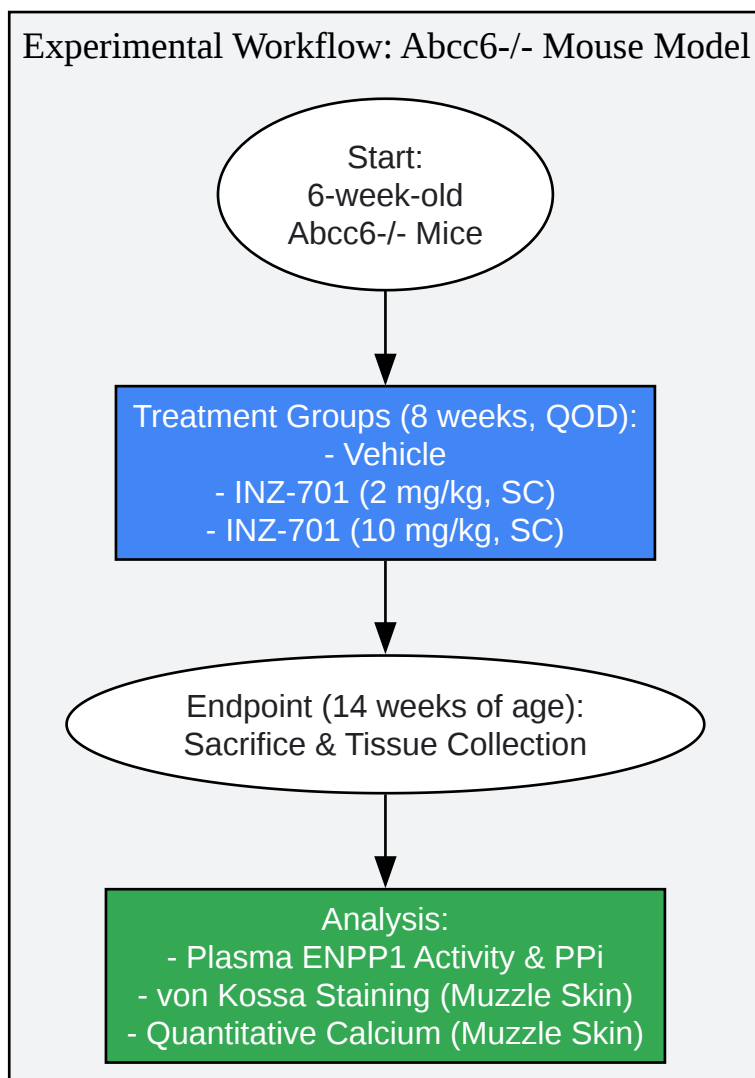 Experimental Workflow: Abcc6-/- Mouse Model
Start:
6-week-old
Abcc6-/- Mice
Treatment Groups (8 weeks, QOD):
- Vehicle
- INZ-701 (2 mg/kg, SC)
- INZ-701 (10 mg/kg, SC)
Endpoint (14 weeks of age):
Sacrifice & Tissue Collection
Analysis:
- Plasma ENPP1 Activity & PPi
- von Kossa Staining (Muzzle Skin)
- Quantitative Calcium (Muzzle Skin)